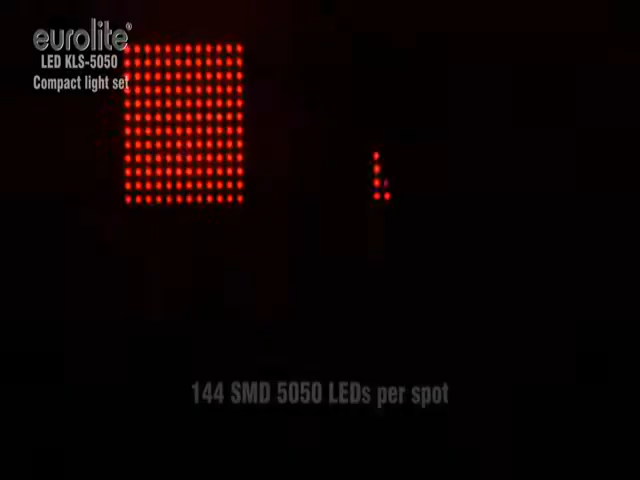 eurolite®
LED KLS-5050
Compact light set
144 SMD 5050 LEDs per spot